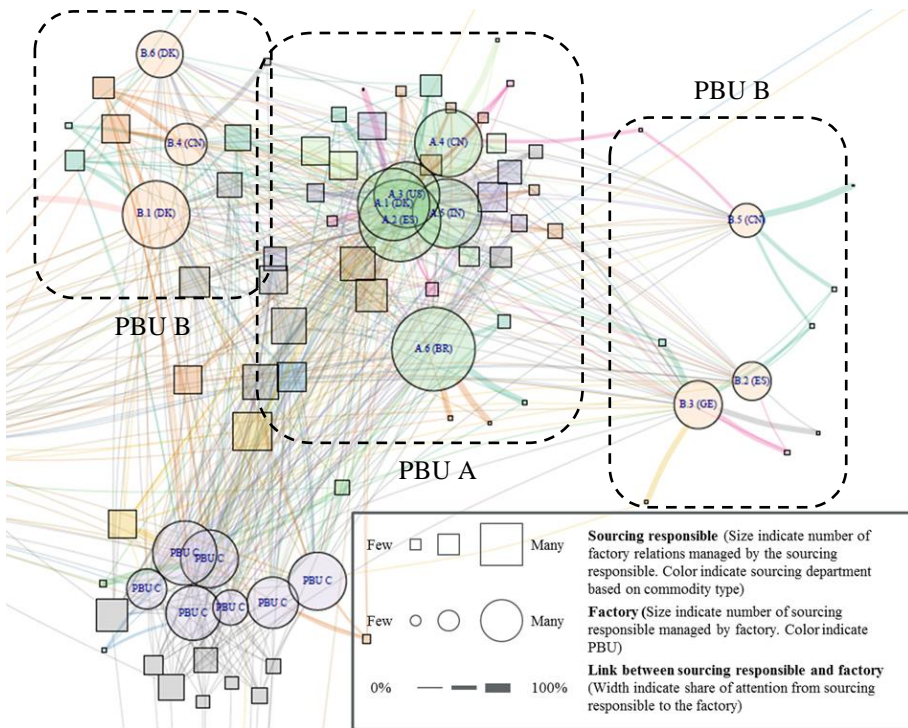 B.6 (DK)
B.4 (CN)
B.1 (DK)
PBU B
A.4 (CN)
A.3 (US)
A.1 (DK)
A.2 (ES)
A.5 (IN)
A.6 (BR)
PBU A
PBU B
B.5 (CN)
B.2 (ES)
B.3 (GE)
PBU C
PBU C
PBU C
PBU C
PBU C
PBU C
PBU C
Few
Many
Sourcing responsible (Size indicate number of
factory relations managed by the sourcing
responsible. Color indicate sourcing department
based on commodity type)
Few
Many
Factory (Size indicate number of sourcing
responsible managed by factory. Color indicate
PBU)
0%
100%
Link between sourcing responsible and factory
(Width indicate share of attention from sourcing
responsible to the factory)